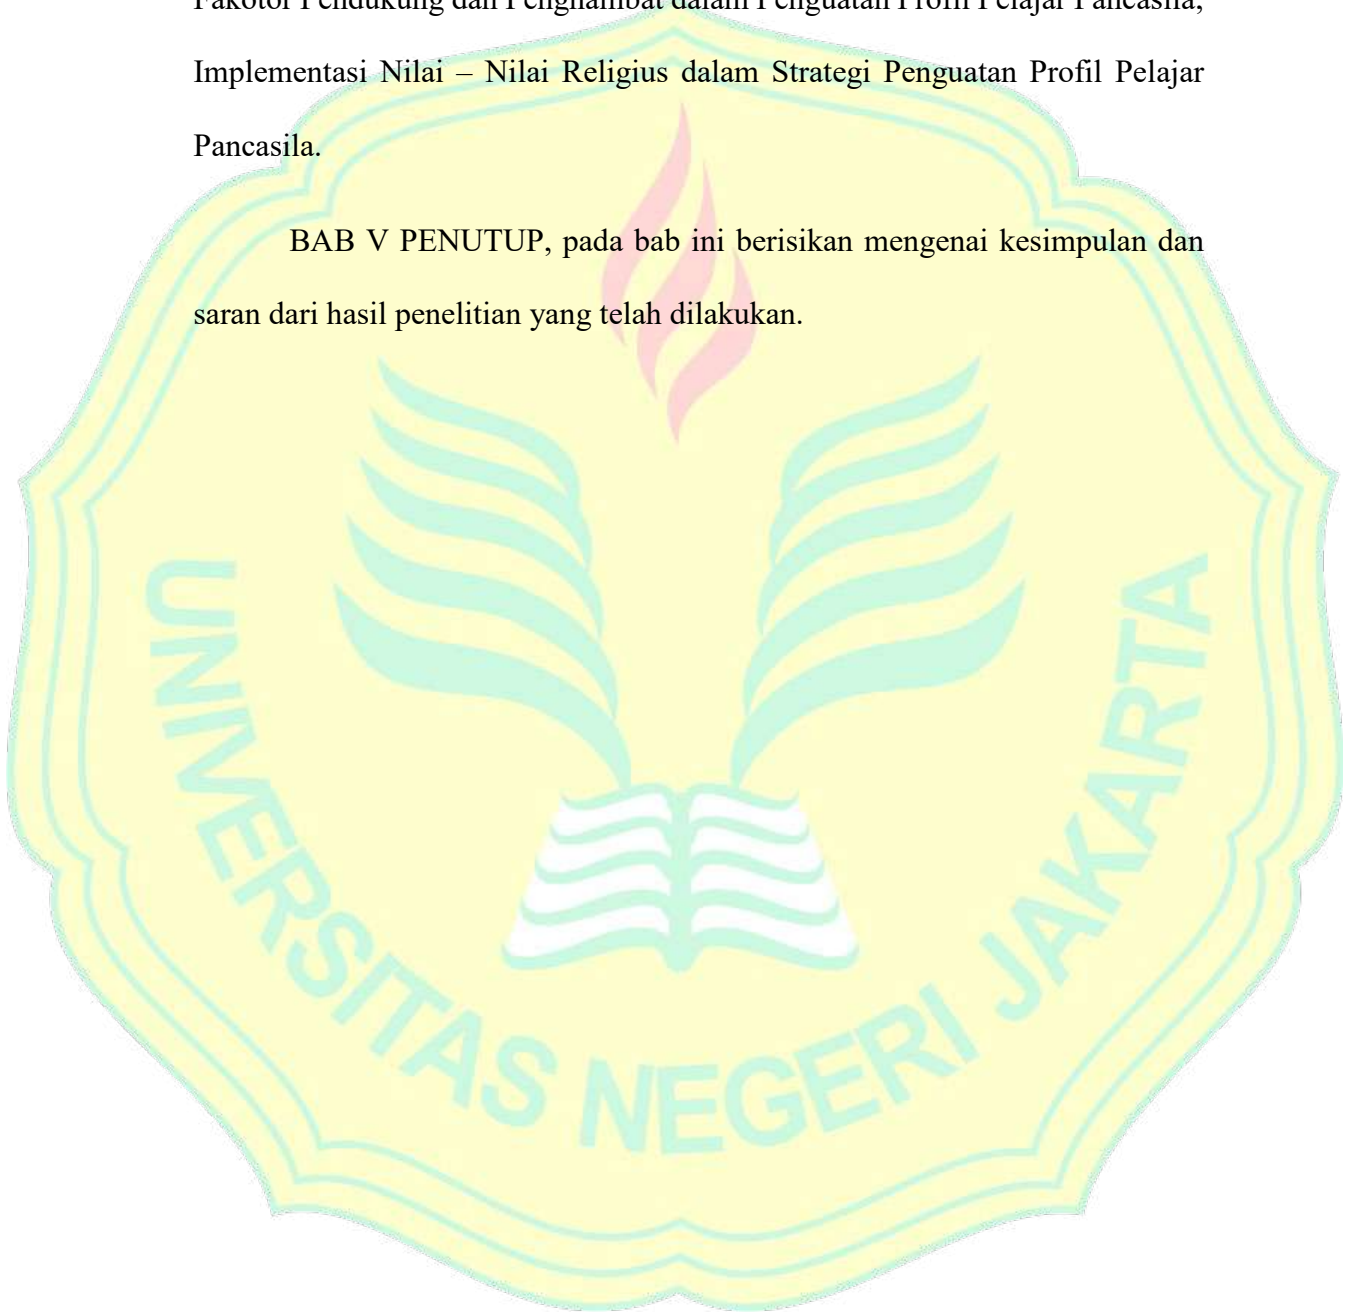 Fakotor Pendukung dan Penghambat dalam Penguatan Profil Pelajar Pancasila,
Implementasi Nilai – Nilai Religius dalam Strategi Penguatan Profil Pelajar
Pancasila.
BAB V PENUTUP, pada bab ini berisikan mengenai kesimpulan dan
saran dari hasil penelitian yang telah dilakukan.
UNIVERSITAS NEGERI JAKARTA